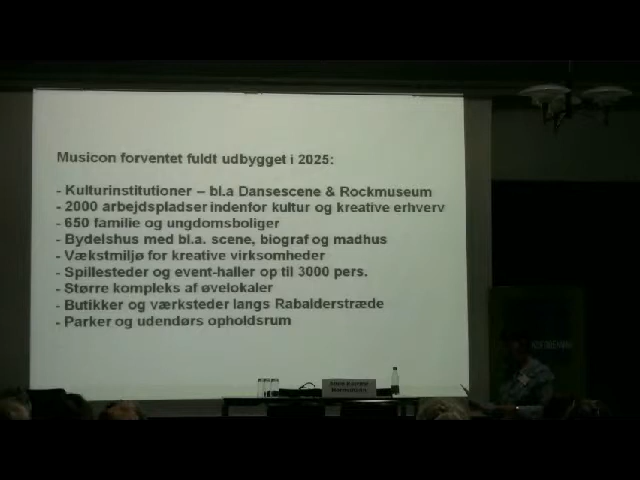 Musicon forventet fuldt udbygget i 2025:
- Kulturinstitutioner – bl.a Dansescene & Rockmuseum
- 2000 arbejdspladser indenfor kultur og kreative erhverv
- 650 familie og ungdomsboliger
- Bydelshus med bl.a. scene, biograf og madhus
- Vækstmiljø for kreative virksomheder
- Spillesteder og event-haller op til 3000 pers.
- Større kompleks af øvelokaler
- Butikker og værksteder langs Rabalderstræde
- Parker og udendørs opholdsrum